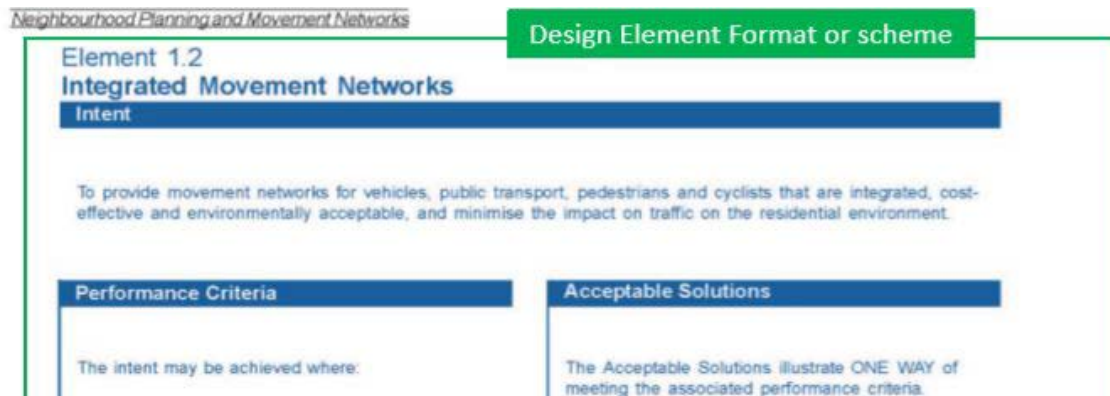 Neighbourhood Planning and Movement Networks
Design Element Format or scheme
Element 1.2
Integrated Movement Networks
Intent
To provide movement networks for vehicles, public transport, pedestrians and cyclists that are integrated, cost-
effective and environmentally acceptable, and minimise the impact on traffic on the residential environment.
Performance Criteria
The intent may be achieved where:
Acceptable Solutions
The Acceptable Solutions illustrate ONE WAY of
meeting the associated performance criteria.